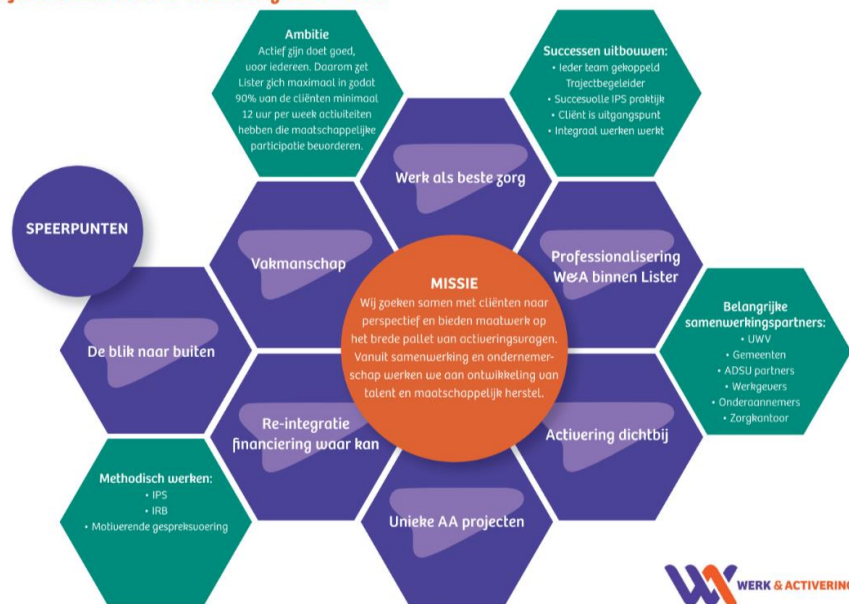 Ambitie
Actief zijn doet goed,
voor iedereen. Daarom zet
Lister zich maximaal in zodat
90% van de cliënten minimaal
12 uur per week activiteiten
hebben die maatschappelijke
participatie bevorderen.
Successen uitbouwen:
• Ieder team gekoppeld
Trajectbegeleider
• Succesvolle IPS praktijk
• Cliënt is uitgangspunt
• Integraal werken werkt
Werk als beste zorg
SPEERPUNTEN
Vakmanschap
Professionalisering
W&A binnen Lister
MISSIE
Wij zoeken samen met cliënten naar
perspectief en bieden maatwerk op
het brede pallet van activeringsvragen.
Vanuit samenwerking en ondernemer-
schap werken we aan ontwikkeling van
talent en maatschappelijk herstel.
De blik naar buiten
Belangrijke
samenwerkingspartners:
• UWV
• Gemeenten
• ADSU partners
• Werkgevers
• Onderaannemers
• Zorgkantoor
Re-integratie
financiering waar kan
Activering dichtbij
Methodisch werken:
• IPS
• IRB
• Motiverende gespreksvoering
Unieke AA projecten
WERK & ACTIVERING